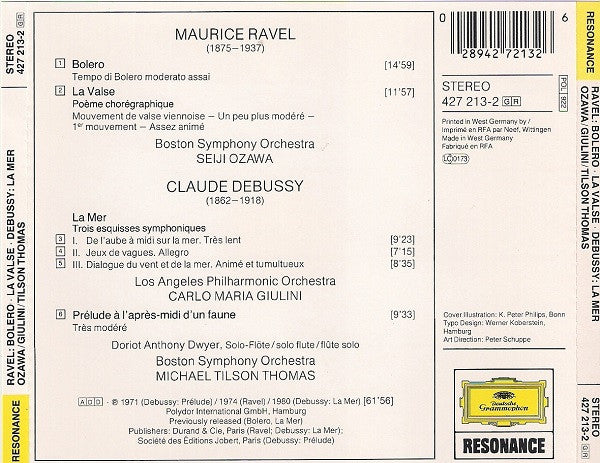 STEREO
427 213-2 GR
RAVEL: BOLERO · LA VALSE · DEBUSSY: LA MER
OZAWA/GIULINI/TILSON THOMAS
RESONANCE
MAURICE RAVEL
(1875–1937)
1 Bolero [14'59]
Tempo di Bolero moderato assai
2 La Valse [11'57]
Poème chorégraphique
Mouvement de valse viennoise – Un peu plus modéré –
1er mouvement – Assez animé
Boston Symphony Orchestra
SEIJI OZAWA
CLAUDE DEBUSSY
(1862–1918)
La Mer
Trois esquisses symphoniques
3 I. De l'aube à midi sur la mer. Très lent [9'23]
4 II. Jeux de vagues. Allegro [7'15]
5 III. Dialogue du vent et de la mer. Animé et tumultueux [8'35]
Los Angeles Philharmonic Orchestra
CARLO MARIA GIULINI
6 Prélude à l'après-midi d'un faune [9'33]
Très modéré
Doriot Anthony Dwyer, Solo-Flöte/solo flute/flûte solo
Boston Symphony Orchestra
MICHAEL TILSON THOMAS
ADD ℗ 1971 (Debussy: Prélude) / 1974 (Ravel) / 1980 (Debussy: La Mer) [61'56]
Polydor International GmbH, Hamburg
Previously released (Bolero, La Mer)
Publishers: Durand & Cie, Paris (Ravel; Debussy: La Mer);
Société des Éditions Jobert, Paris (Debussy: Prélude)
0 28942 72132 6
STEREO
427 213-2 GR
POL 922
Printed in West Germany by /
Imprimé en RFA par Neef, Wittingen
Made in West Germany
Fabriqué en RFA
LC0173
Cover Illustration: K. Peter Philips, Bonn
Typo Design: Werner Koberstein,
Hamburg
Art Direction: Peter Schuppe
Deutsche
Grammophon
RESONANCE
RESONANCE
RAVEL: BOLERO · LA VALSE · DEBUSSY: LA MER
OZAWA/GIULINI/TILSON THOMAS
STEREO
427 213-2 GR